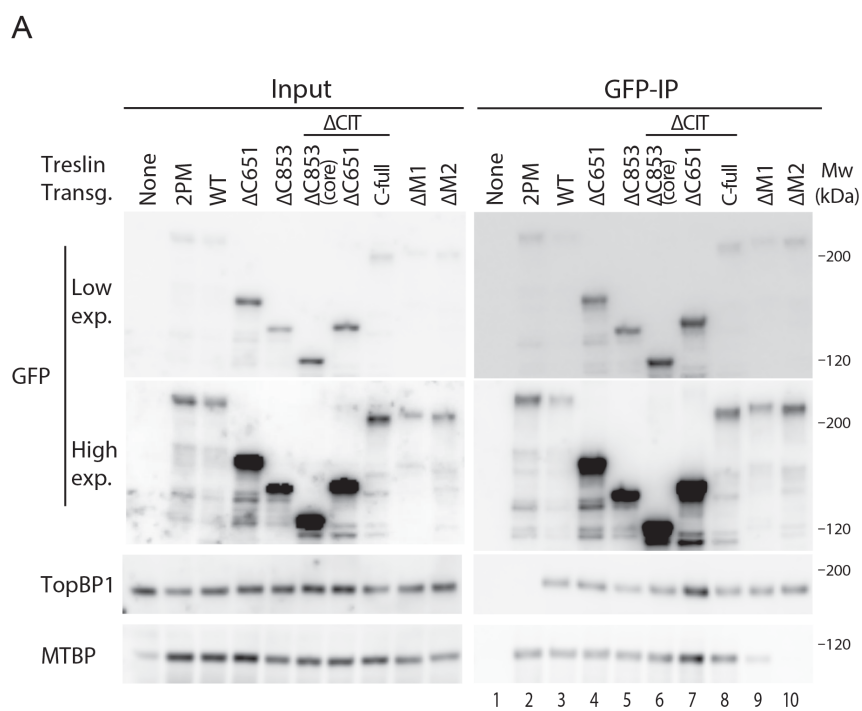 A
Input
GFP-IP
ΔCIT
ΔCIT
Treslin
Transg.
None
2PM
WT
ΔC651
ΔC853
ΔC853
(core)
ΔC651
C-full
ΔM1
ΔM2
None
2PM
WT
ΔC651
ΔC853
ΔC853
(core)
ΔC651
C-full
ΔM1
ΔM2
Mw
(kDa)
GFP
Low
exp.
-200
-120
High
exp.
-200
-120
TopBP1
-200
MTBP
-120
1 2 3 4 5 6 7 8 9 10